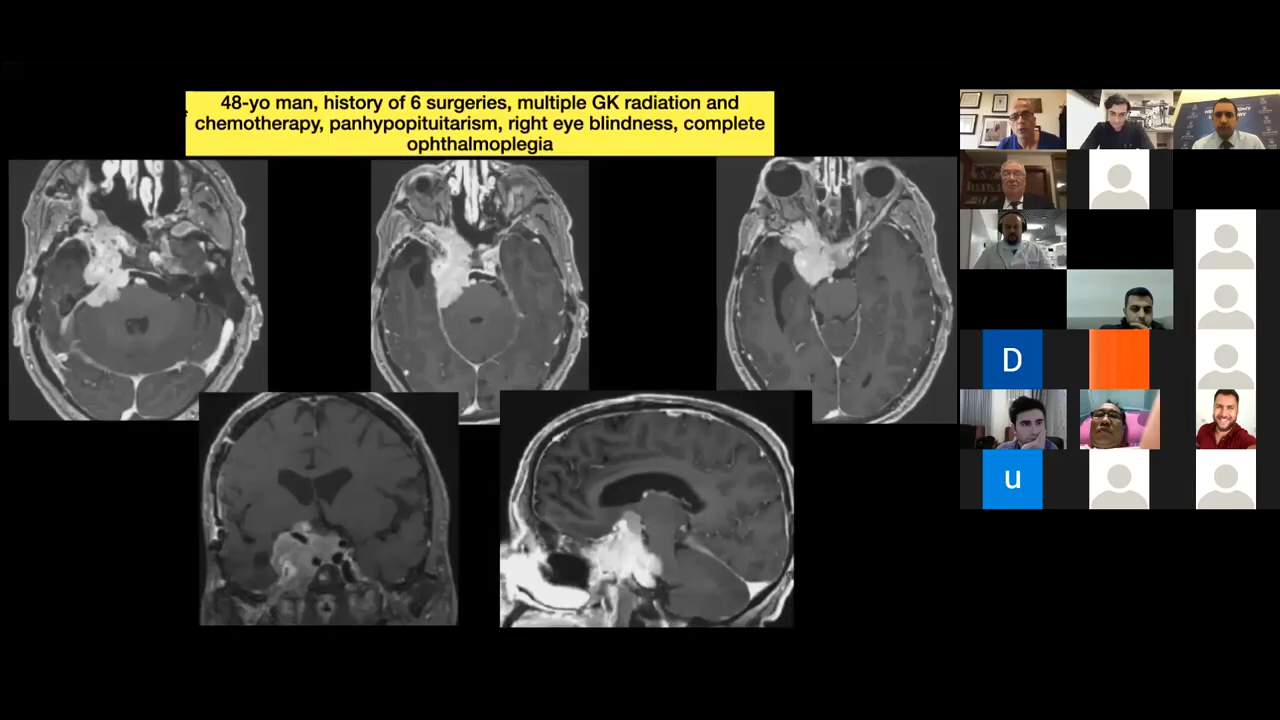 48-yo man, history of 6 surgeries, multiple GK radiation and
chemotherapy, panhypopituitarism, right eye blindness, complete
ophthalmoplegia
D
u